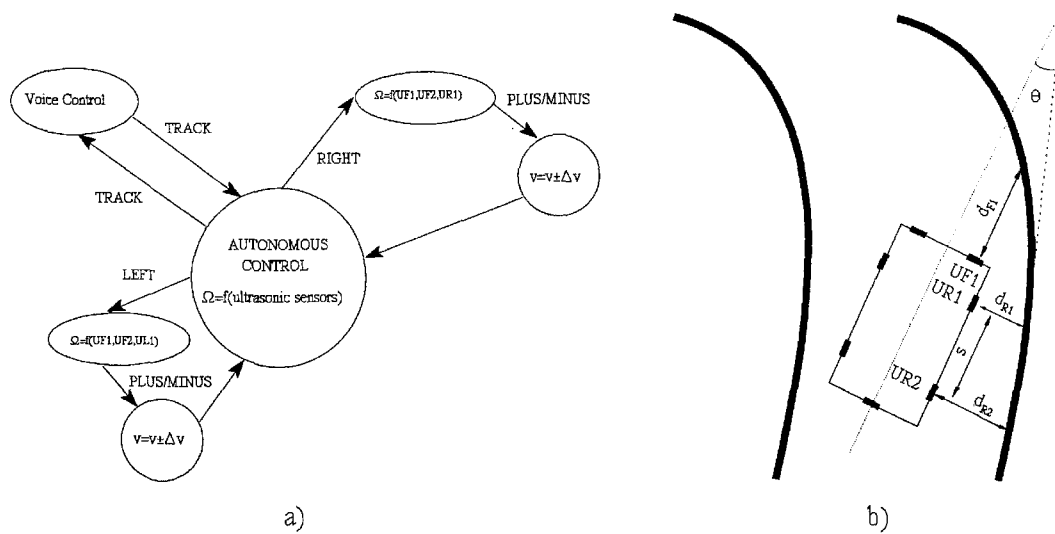 Voice Control
TRACK
TRACK
Ω=f(UF1,UF2,UR1)
PLUS/MINUS
RIGHT
v=v±Δv
AUTONOMOUS
CONTROL
Ω=f(ultrasonic sensors)
LEFT
Ω=f(UF1,UF2,UL1)
PLUS/MINUS
v=v±Δv
a)
θ
dF1
UF1
UR1
dR1
s
UR2
dR2
b)